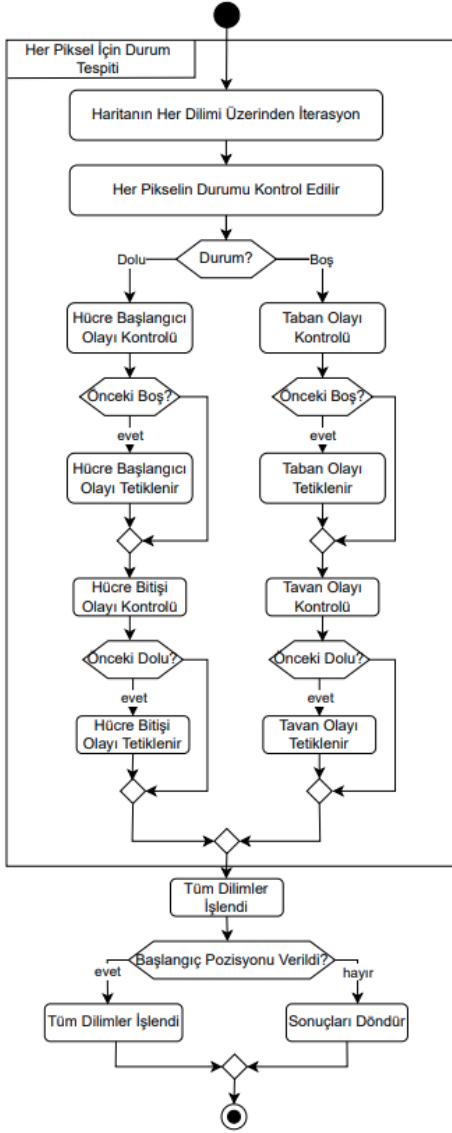 Her Piksel İçin Durum
Tespiti
Haritanın Her Dilimi Üzerinden İterasyon
Her Pikselin Durumu Kontrol Edilir
Durum?
Dolu
Boş
Hücre Başlangıcı
Olayı Kontrolü
Önceki Boş?
evet
Hücre Başlangıcı
Olayı Tetiklenir
Hücre Bitişi
Olayı Kontrolü
Önceki Dolu?
evet
Hücre Bitişi
Olayı Tetiklenir
Taban Olayı
Kontrolü
Önceki Boş?
evet
Taban Olayı
Tetiklenir
Tavan Olayı
Kontrolü
Önceki Dolu?
evet
Tavan Olayı
Tetiklenir
Tüm Dilimler
İşlendi
Başlangıç Pozisyonu Verildi?
evet
hayır
Tüm Dilimler İşlendi
Sonuçları Döndür